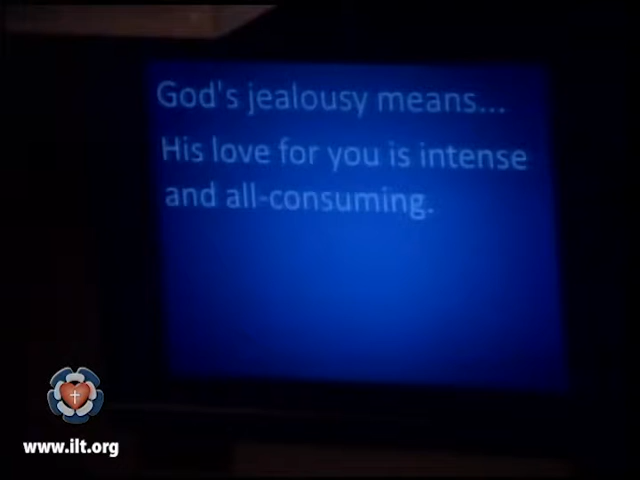 God's jealousy means...
His love for you is intense
and all-consuming.
www.ilt.org